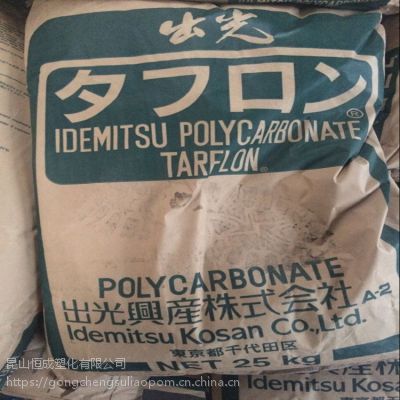 出光
タフロン®
IDEMITSU POLYCARBONATE
TARFLON®
POLYCARBONATE
出光興産株式会社 A-2
Idemitsu Kosan Co., Ltd.
東京都千代田区
NET 25 kg
昆山恒成塑化有限公司
https://gongchengsuliaopom.cn.china.cn